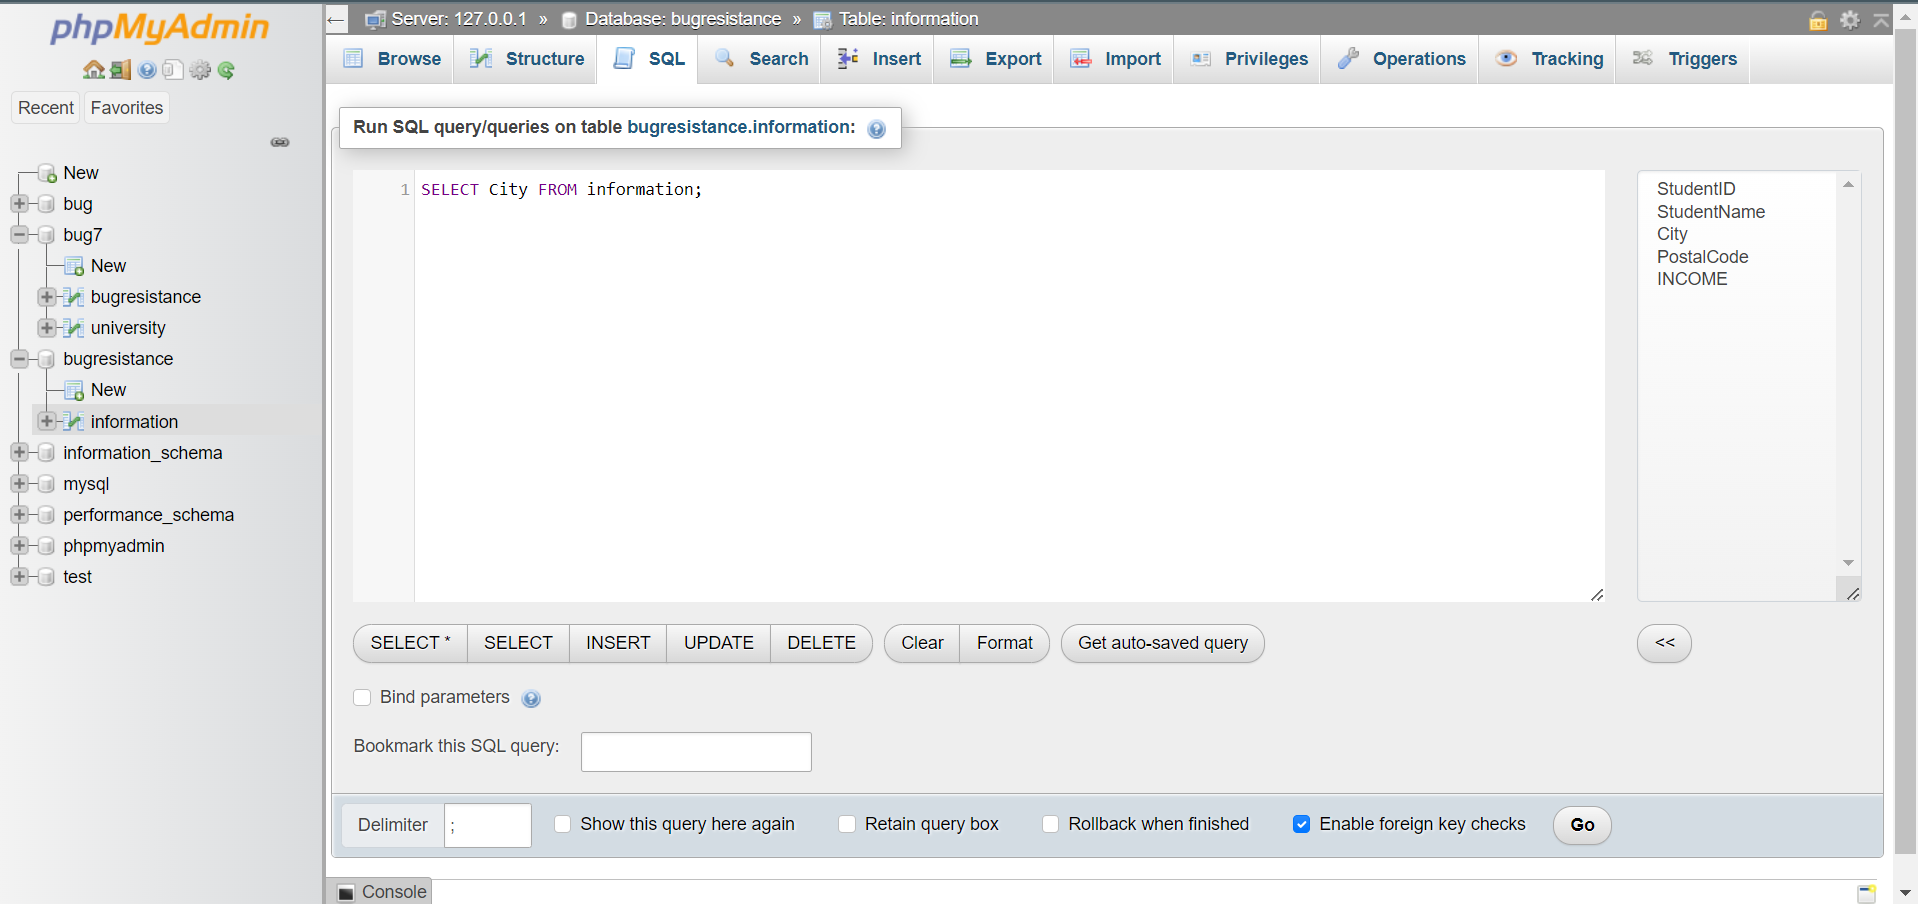 phpMyAdmin
Recent Favorites
New
bug
bug7
New
bugresistance
university
bugresistance
New
information
information_schema
mysql
performance_schema
phpmyadmin
test
← Server: 127.0.0.1 » Database: bugresistance » Table: information
Browse Structure SQL Search Insert Export Import Privileges Operations Tracking Triggers
Run SQL query/queries on table bugresistance.information:
1 SELECT City FROM information;
StudentID
StudentName
City
PostalCode
INCOME
SELECT * SELECT INSERT UPDATE DELETE Clear Format Get auto-saved query <<
Bind parameters
Bookmark this SQL query:
Delimiter ; Show this query here again Retain query box Rollback when finished Enable foreign key checks Go
Console